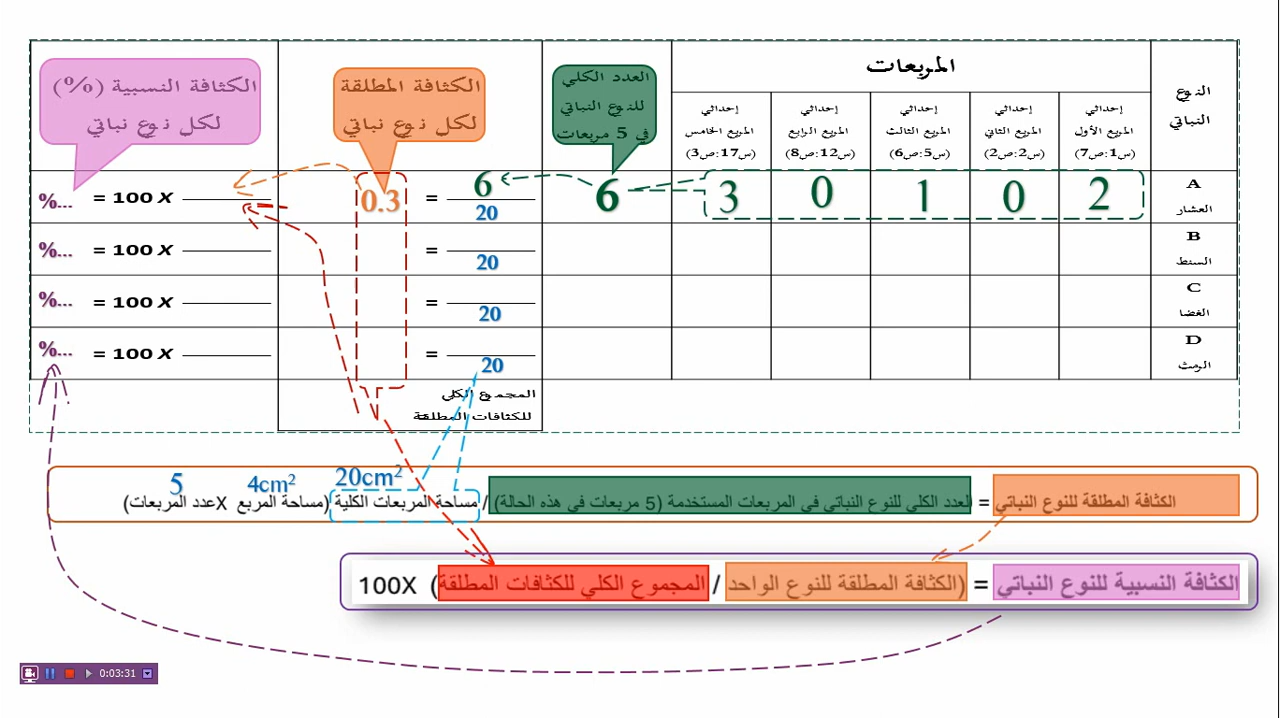 النوع النباتي
المربعات
العدد الكلي للنوع النباتي في 5 مربعات
الكثافة المطلقة لكل نوع نباتي
الكثافة النسبية (%) لكل نوع نباتي
إحداثي المربع الأول (س1:ص7)
إحداثي المربع الثاني (س2:ص2)
إحداثي المربع الثالث (س5:ص6)
إحداثي المربع الرابع (س12:ص8)
إحداثي المربع الخامس (س17:ص3)
A العشار
2 0 1 0 3
6
6 / 20 = 0.3
%... = 100 X
B السنط
20 =
%... = 100 X
C الغضا
20 =
%... = 100 X
D الرمث
20 =
%... = 100 X
المجموع الكلي
للكثافات المطلقة
20cm² 4cm² 5
الكثافة المطلقة للنوع النباتي = العدد الكلي للنوع النباتي في المربعات المستخدمة (5 مربعات في هذه الحالة) / مساحة المربعات الكلية (مساحة المربع Xعدد المربعات)
الكثافة النسبية للنوع النباتي = (الكثافة المطلقة للنوع الواحد / المجموع الكلي للكثافات المطلقة) 100X
0:03:31